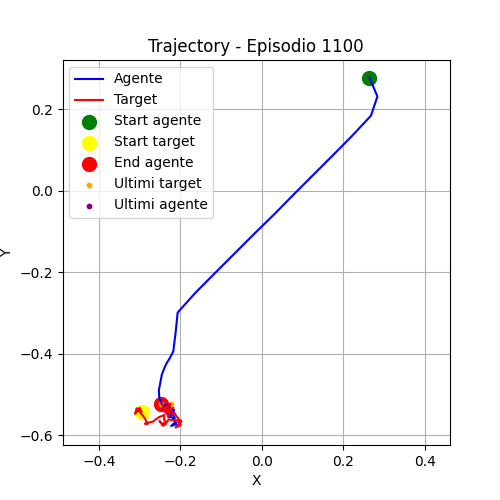 Trajectory - Episodio 1100
Agente
Target
Start agente
Start target
End agente
Ultimi target
Ultimi agente
Y
0.2
0.0
−0.2
−0.4
−0.6
−0.4
−0.2
0.0
0.2
0.4
X